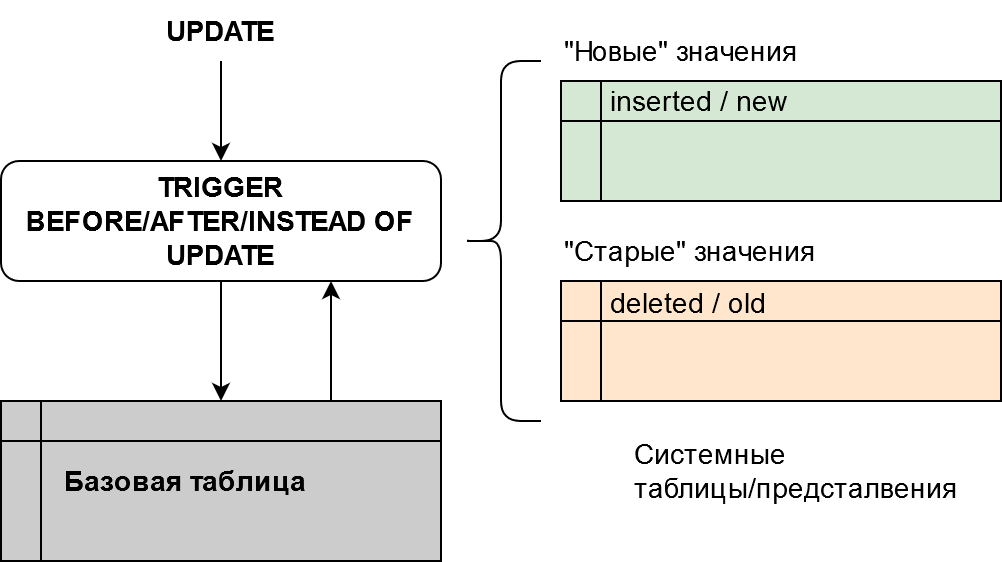 UPDATE
TRIGGER
BEFORE/AFTER/INSTEAD OF
UPDATE
Базовая таблица
"Новые" значения
inserted / new
"Старые" значения
deleted / old
Системные
таблицы/предсталвения